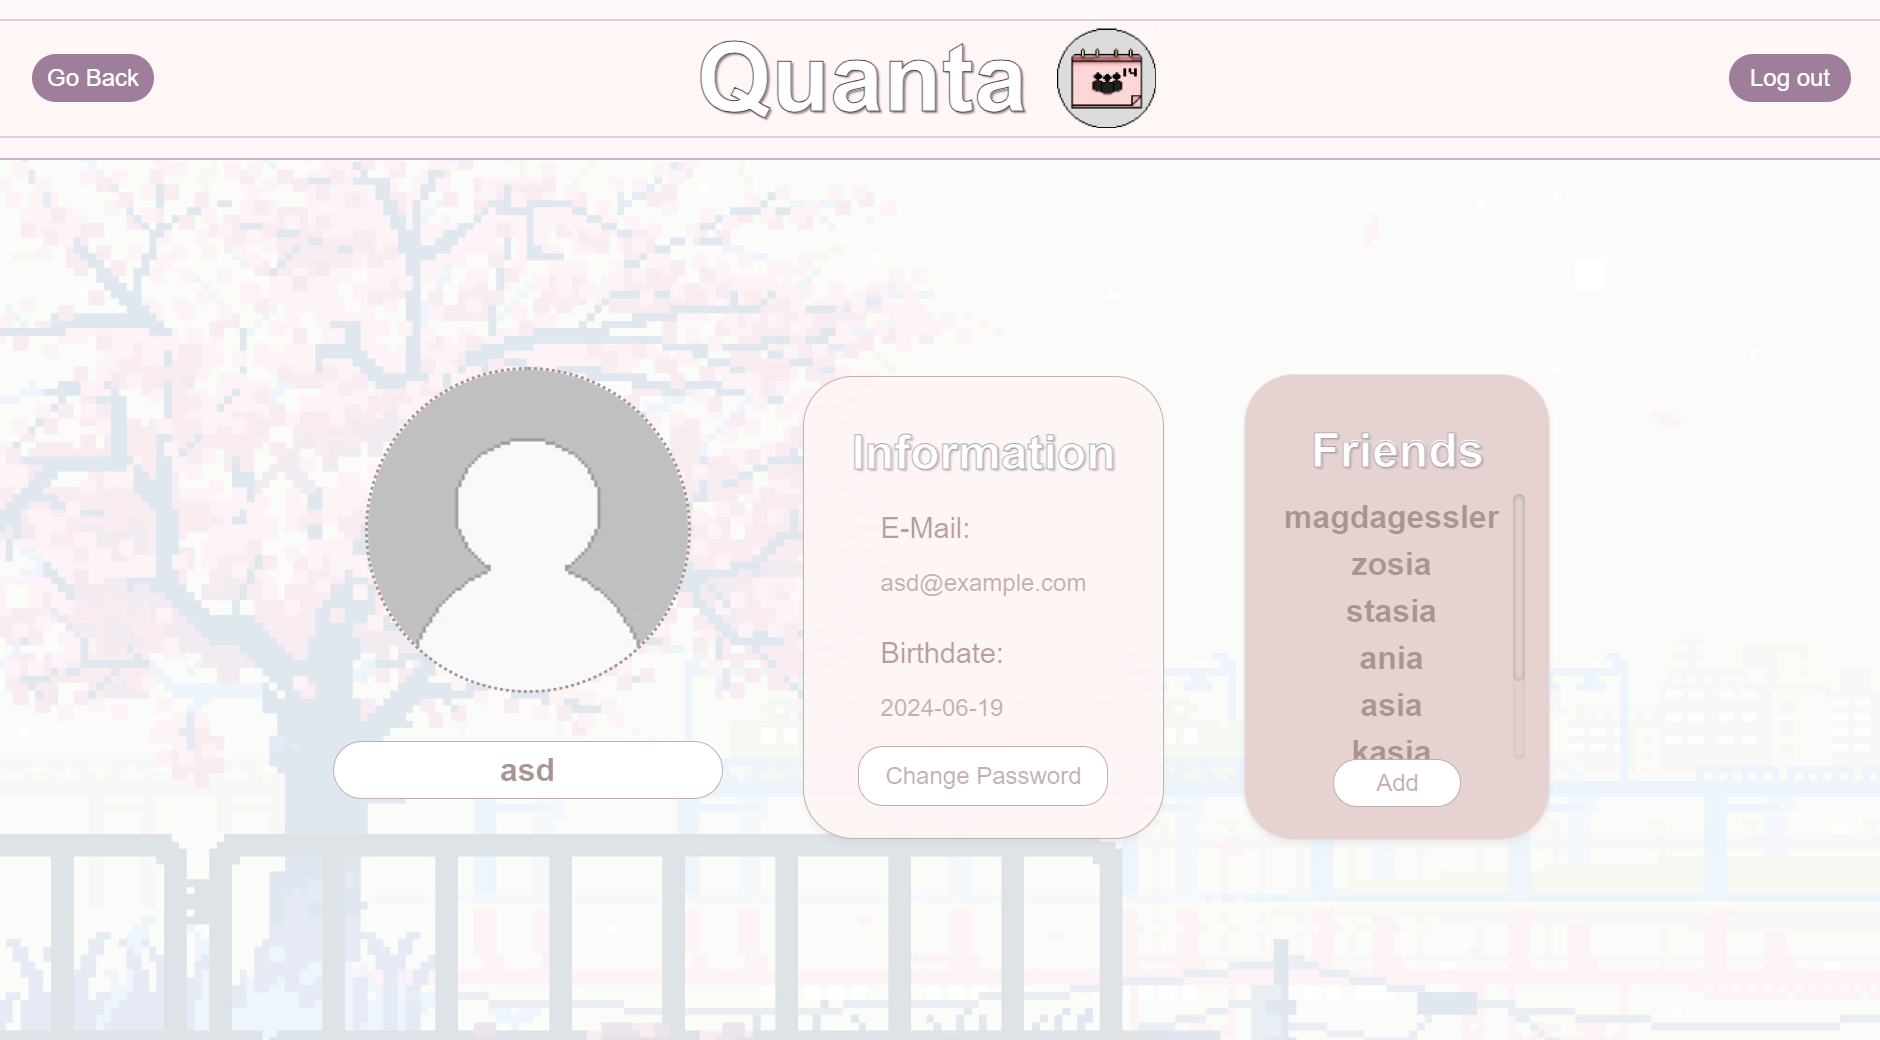 Go Back
Quanta
14
Log out
Information
E-Mail:
asd@example.com
Birthdate:
2024-06-19
Change Password
asd
Friends
magdagessler
zosia
stasia
ania
asia
kasia
Add